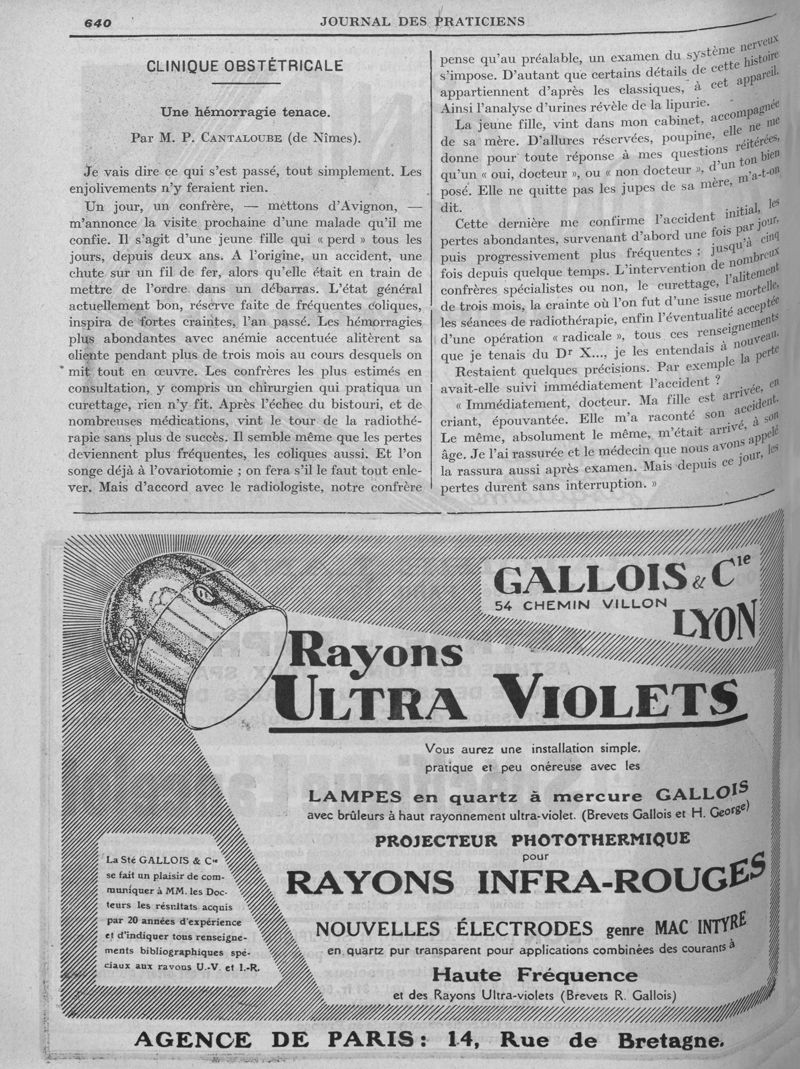 640
JOURNAL DES PRATICIENS
CLINIQUE OBSTÉTRICALE
Une hémorragie tenace.
Par M. P. CANTALOUBE (de Nîmes).
Je vais dire ce qui s'est passé, tout simplement. Les
enjolivements n'y feraient rien.
Un jour, un confrère, — mettons d'Avignon, —
m'annonce la visite prochaine d'une malade qu'il me
confie. Il s'agit d'une jeune fille qui « perd » tous les
jours, depuis deux ans. A l'origine, un accident, une
chute sur un fil de fer, alors qu'elle était en train de
mettre de l'ordre dans un débarras. L'état général
actuellement bon, réserve faite de fréquentes coliques,
inspira de fortes craintes, l'an passé. Les hémorragies
plus abondantes avec anémie accentuée alitèrent sa
cliente pendant plus de trois mois au cours desquels on
mit tout en œuvre. Les confrères les plus estimés en
consultation, y compris un chirurgien qui pratiqua un
curettage, rien n'y fit. Après l'échec du bistouri, et de
nombreuses médications, vint le tour de la radiothé-
rapie sans plus de succès. Il semble même que les pertes
deviennent plus fréquentes, les coliques aussi. Et l'on
songe déjà à l'ovariotomie ; on fera s'il le faut tout enle-
ver. Mais d'accord avec le radiologiste, notre confrère
pense qu'au préalable, un examen du système nerveux
s'impose. D'autant que certains détails de cette histoire
appartiennent d'après les classiques, à cet appareil.
Ainsi l'analyse d'urines révèle de la lipurie.
La jeune fille, vint dans mon cabinet, accompagnée
de sa mère. D'allures réservées, poupine, elle ne me
donne pour toute réponse à mes questions réitérées,
qu'un « oui, docteur », ou « non docteur », d'un ton bien
posé. Elle ne quitte pas les jupes de sa mère, m'a-t-on
dit.
Cette dernière me confirme l'accident initial, les
pertes abondantes, survenant d'abord une fois par jour,
puis progressivement plus fréquentes ; jusqu'à cinq
fois depuis quelque temps. L'intervention de nombreux
confrères spécialistes ou non, le curettage, l'alitement
de trois mois, la crainte où l'on fut d'une issue mortelle,
les séances de radiothérapie, enfin l'éventualité acceptée
d'une opération « radicale », tous ces renseignements
que je tenais du Dr X..., je les entendais à nouveau.
Restaient quelques précisions. Par exemple la perte
avait-elle suivi immédiatement l'accident ?
« Immédiatement, docteur. Ma fille est arrivée, en
criant, épouvantée. Elle m'a raconté son accident.
Le même, absolument le même, m'était arrivé, à son
âge. Je l'ai rassurée et le médecin que nous avons appelé
la rassura aussi après examen. Mais depuis ce jour, les
pertes durent sans interruption. »
GALLOIS & Cie
54 CHEMIN VILLON
LYON
Rayons
ULTRA VIOLETS
Vous aurez une installation simple,
pratique et peu onéreuse avec les
LAMPES en quartz à mercure GALLOIS
avec brûleurs à haut rayonnement ultra-violet. (Brevets Gallois et H. George)
PROJECTEUR PHOTOTHERMIQUE
pour
RAYONS INFRA-ROUGES
NOUVELLES ÉLECTRODES genre MAC INTYRE
en quartz pur transparent pour applications combinées des courants à
Haute Fréquence
et des Rayons Ultra-violets (Brevets R. Gallois)
La Sté GALLOIS & Cie
se fait un plaisir de com-
muniquer à MM. les Doc-
teurs les résultats acquis
par 20 années d'expérience
et d'indiquer tous renseigne-
ments bibliographiques spé-
ciaux aux rayons U.-V. et I.-R.
AGENCE DE PARIS : 14, Rue de Bretagne.